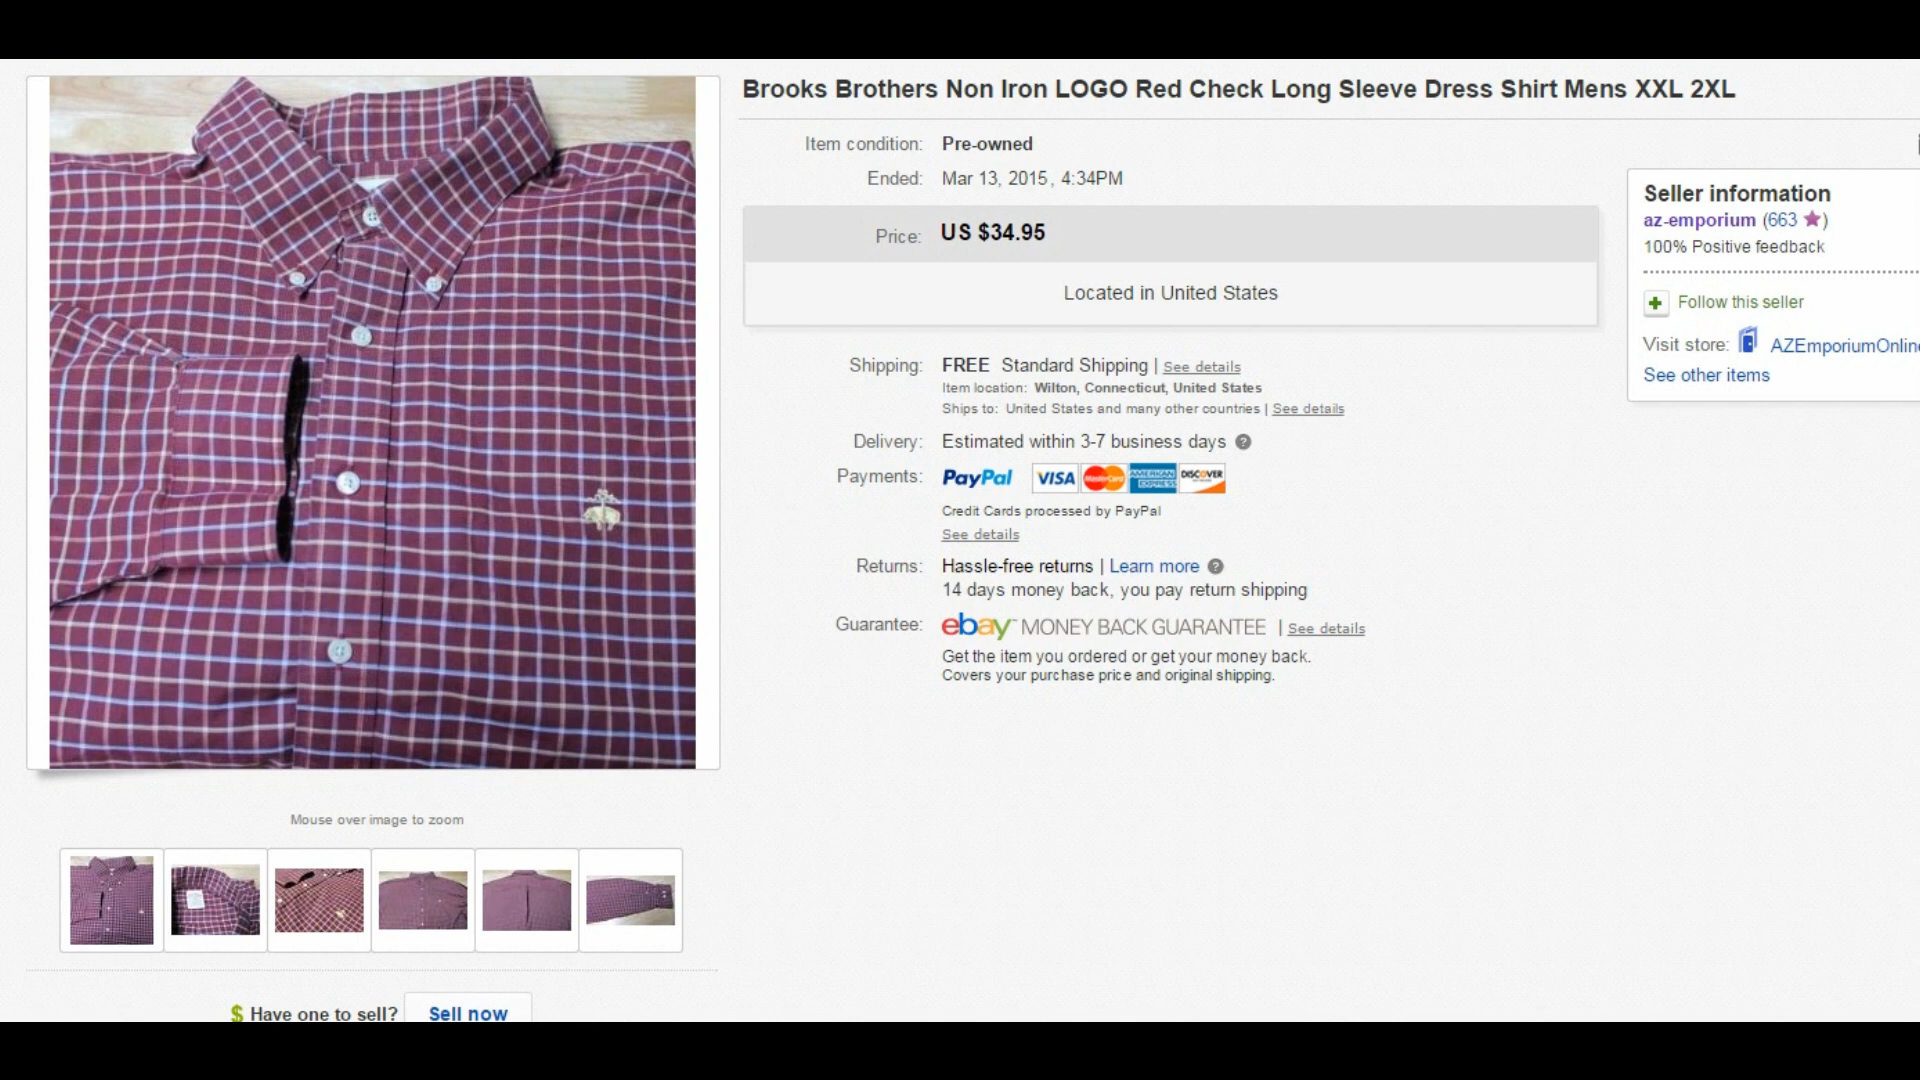 Brooks Brothers Non Iron LOGO Red Check Long Sleeve Dress Shirt Mens XXL 2XL
Item condition: Pre-owned
Ended: Mar 13, 2015, 4:34PM
Price: US $34.95
Located in United States
Shipping: FREE Standard Shipping | See details
Item location: Wilton, Connecticut, United States
Ships to: United States and many other countries | See details
Delivery: Estimated within 3-7 business days ?
Payments: PayPal VISA MasterCard AMERICAN EXPRESS DISCOVER
Credit Cards processed by PayPal
See details
Returns: Hassle-free returns | Learn more ?
14 days money back, you pay return shipping
Guarantee: ebay™ MONEY BACK GUARANTEE | See details
Get the item you ordered or get your money back.
Covers your purchase price and original shipping.
Seller information
az-emporium (663 ★)
100% Positive feedback
Follow this seller
Visit store: AZEmporiumOnline
See other items
Mouse over image to zoom
$ Have one to sell? Sell now